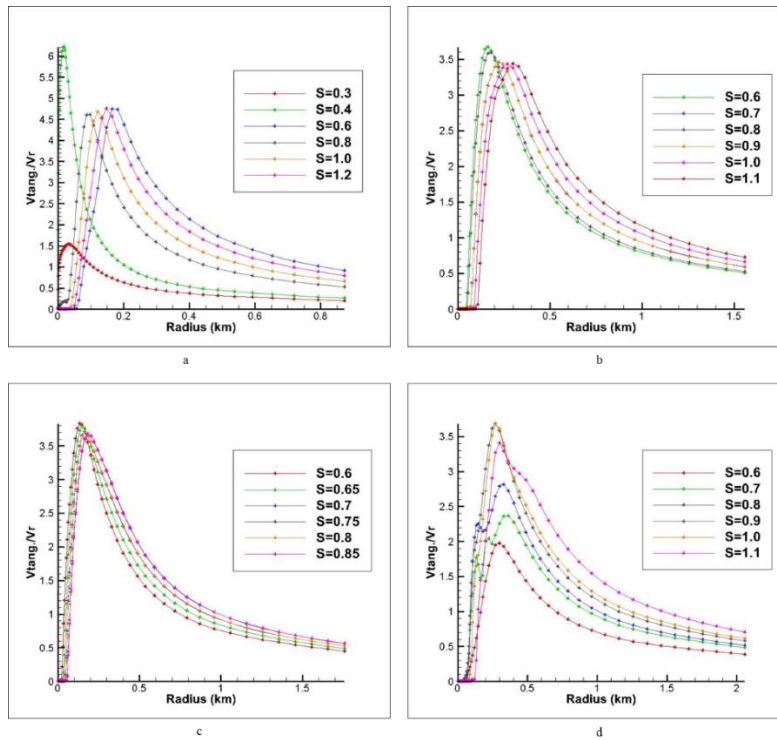 Vtang./Vr
6
5.5
5
4.5
4
3.5
3
2.5
2
1.5
1
0.5
0
0 0.2 0.4 0.6 0.8
Radius (km)
S=0.3
S=0.4
S=0.6
S=0.8
S=1.0
S=1.2
a
Vtang./Vr
3.5
3
2.5
2
1.5
1
0.5
0
0 0.5 1 1.5
Radius (km)
S=0.6
S=0.7
S=0.8
S=0.9
S=1.0
S=1.1
b
Vtang./Vr
3.5
3
2.5
2
1.5
1
0.5
0
0 0.5 1 1.5
Radius (km)
S=0.6
S=0.65
S=0.7
S=0.75
S=0.8
S=0.85
c
Vtang./Vr
3.5
3
2.5
2
1.5
1
0.5
0
0 0.5 1 1.5 2
Radius (km)
S=0.6
S=0.7
S=0.8
S=0.9
S=1.0
S=1.1
d